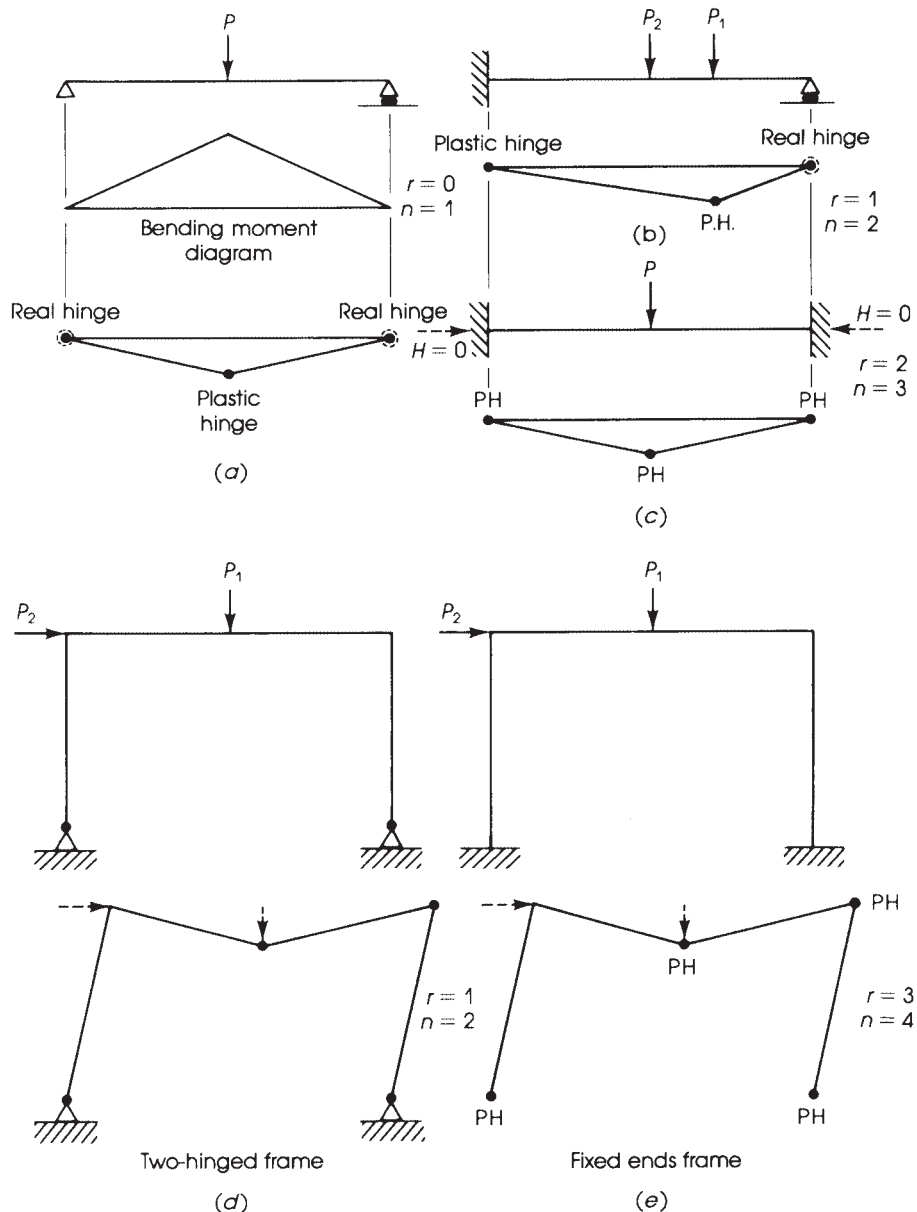 P
r = 0
n = 1
Bending moment
diagram
Real hinge
Real hinge
Plastic
hinge
(a)
P₂
P₁
Plastic hinge
Real hinge
P.H.
r = 1
n = 2
(b)
P
H = 0
H = 0
r = 2
n = 3
PH
PH
PH
(c)
P₁
P₂
r = 1
n = 2
Two-hinged frame
(d)
P₁
P₂
PH
PH
r = 3
n = 4
PH
PH
Fixed ends frame
(e)